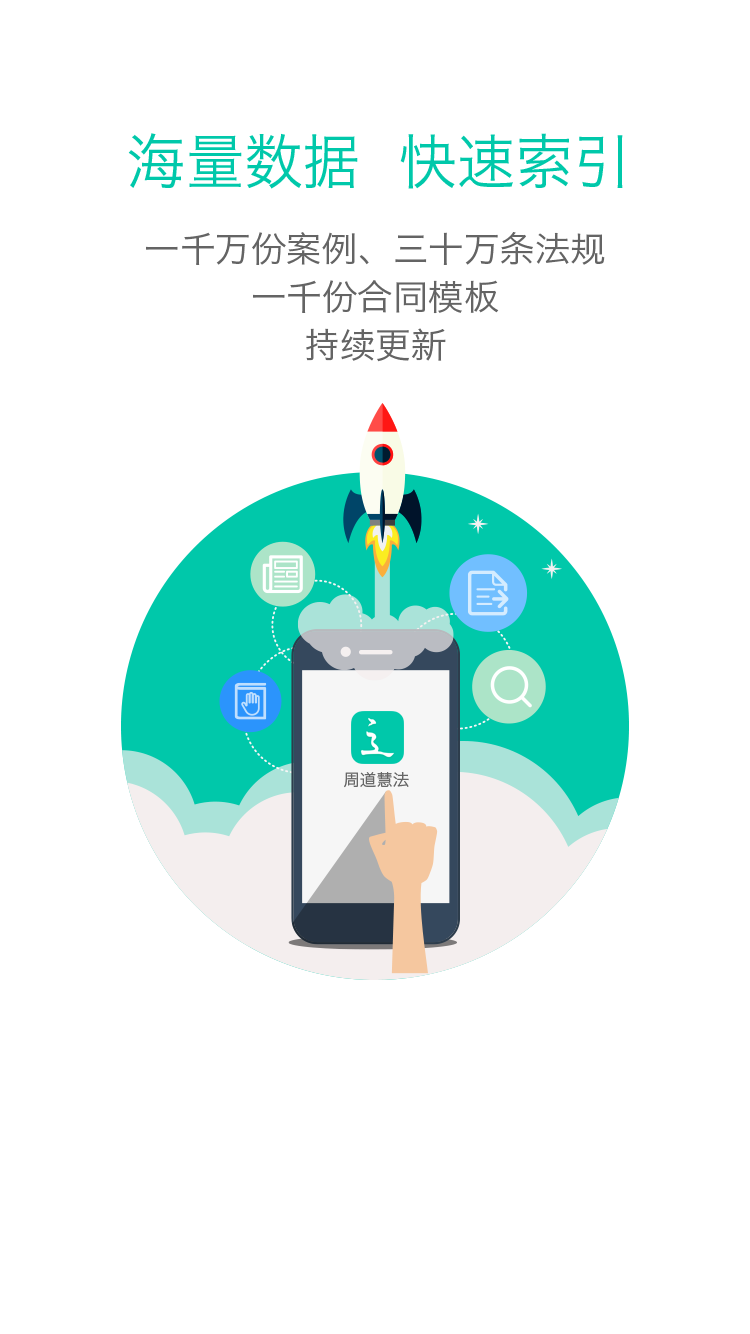 海量数据 快速索引
一千万份案例、三十万条法规
一千份合同模板
持续更新
周道慧法